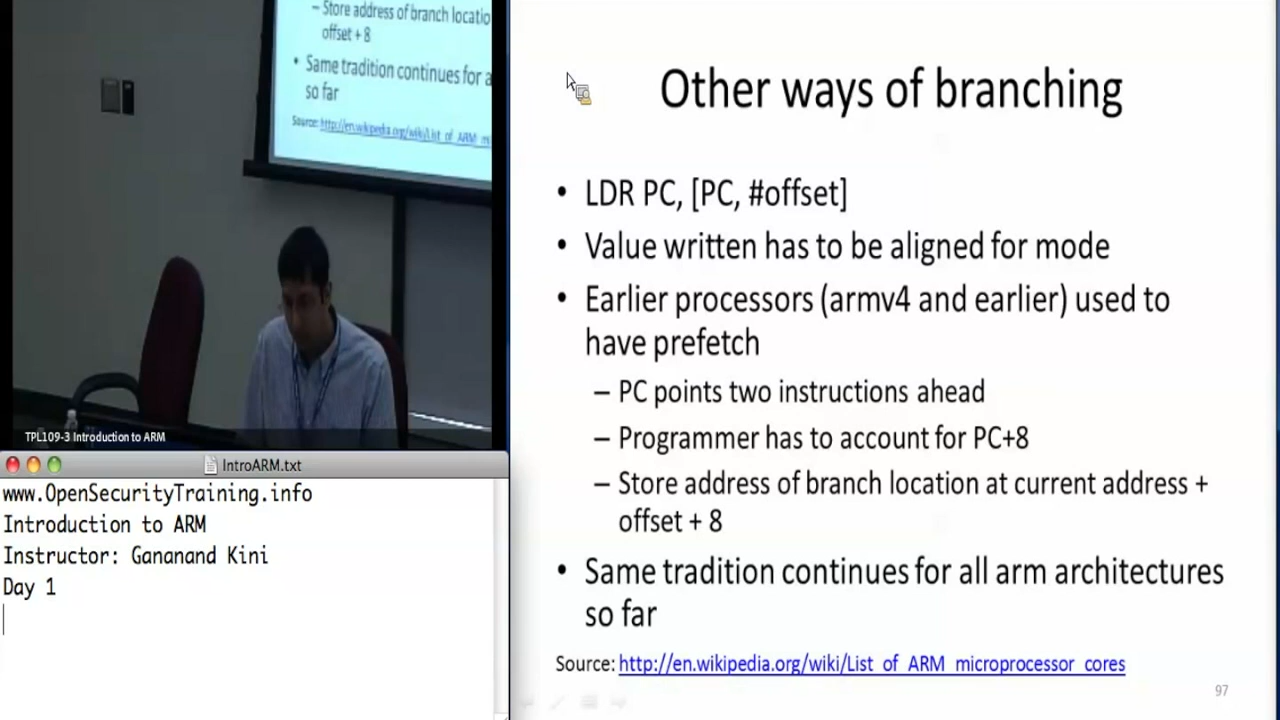 – Store address of branch locatio
offset + 8
• Same tradition continues for a
so far
Source: http://en.wikipedia.org/wiki/List_of_ARM_mi
TPL109-3 Introduction to ARM
IntroARM.txt
www.OpenSecurityTraining.info
Introduction to ARM
Instructor: Gananand Kini
Day 1
Other ways of branching
• LDR PC, [PC, #offset]
• Value written has to be aligned for mode
• Earlier processors (armv4 and earlier) used to
have prefetch
– PC points two instructions ahead
– Programmer has to account for PC+8
– Store address of branch location at current address +
offset + 8
• Same tradition continues for all arm architectures
so far
Source: http://en.wikipedia.org/wiki/List_of_ARM_microprocessor_cores
97